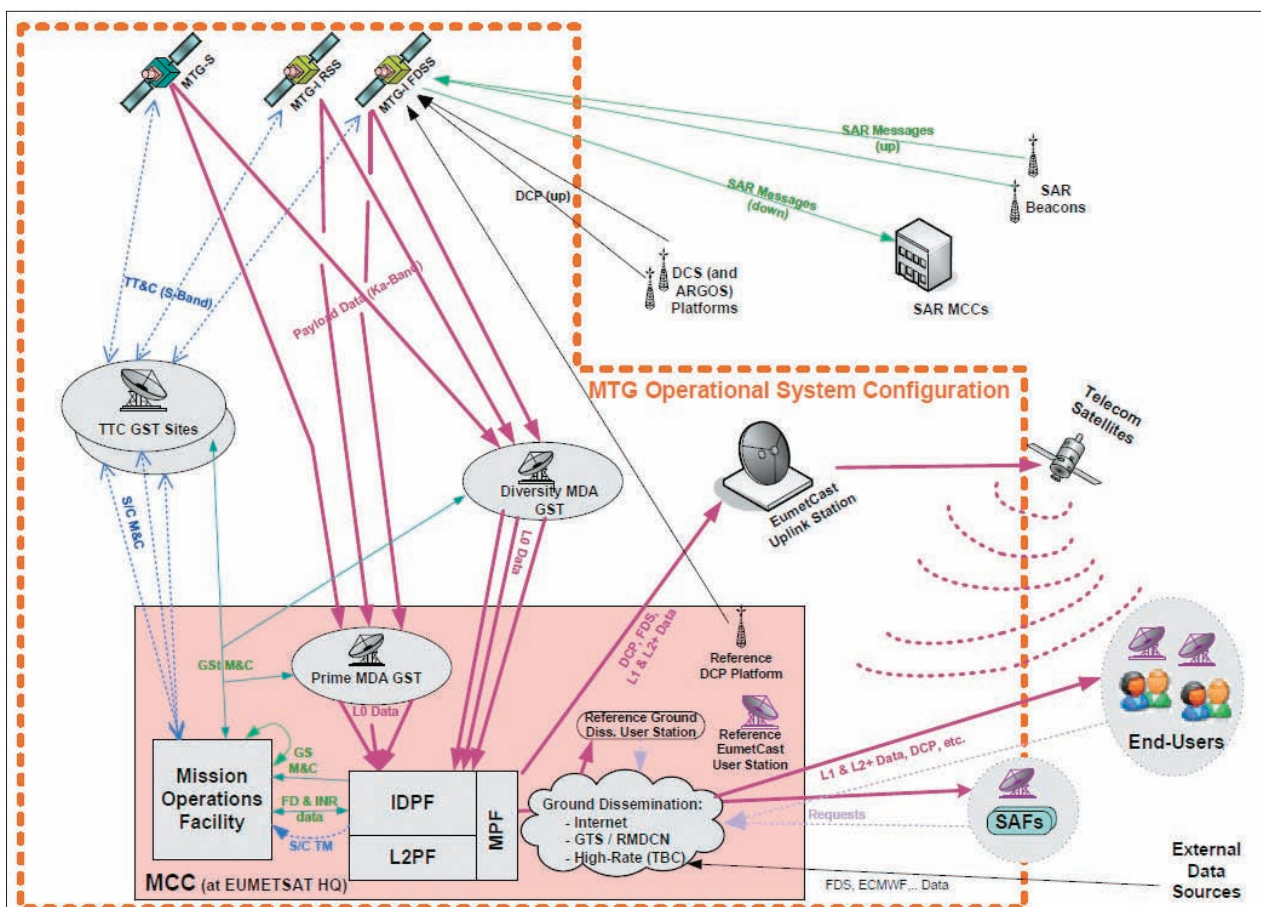 MTG-S
MTG-I RSS
MTG-I FDSS
SAR Messages
(up)
SAR
Beacons
SAR Messages
(down)
SAR MCCs
DCP (up)
DCS (and
ARGOS)
Platforms
TT&C (S-Band)
Payload Data (Ka-Band)
MTG Operational System Configuration
TTC GST Sites
Telecom
Satellites
Diversity MDA
GST
EumetCast
Uplink Station
S/C M&C
L0 Data
DCP, FDS,
L1 & L2+ Data
Reference
DCP Platform
GSt M&C
Prime MDA GST
L0 Data
Reference Ground
Diss. User Station
Reference
EumetCast
User Station
End-Users
GS
M&C
Mission
Operations
Facility
FD & INR
data
S/C TM
IDPF
L2PF
MPF
Ground Dissemination:
- Internet
- GTS / RMDCN
- High-Rate (TBC)
L1 & L2+ Data, DCP, etc.
Requests
SAFs
MCC (at EUMETSAT HQ)
FDS, ECMWF,.. Data
External
Data
Sources